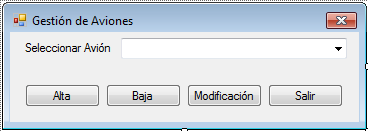 Gestión de Aviones
Seleccionar Avión
Alta Baja Modificación Salir